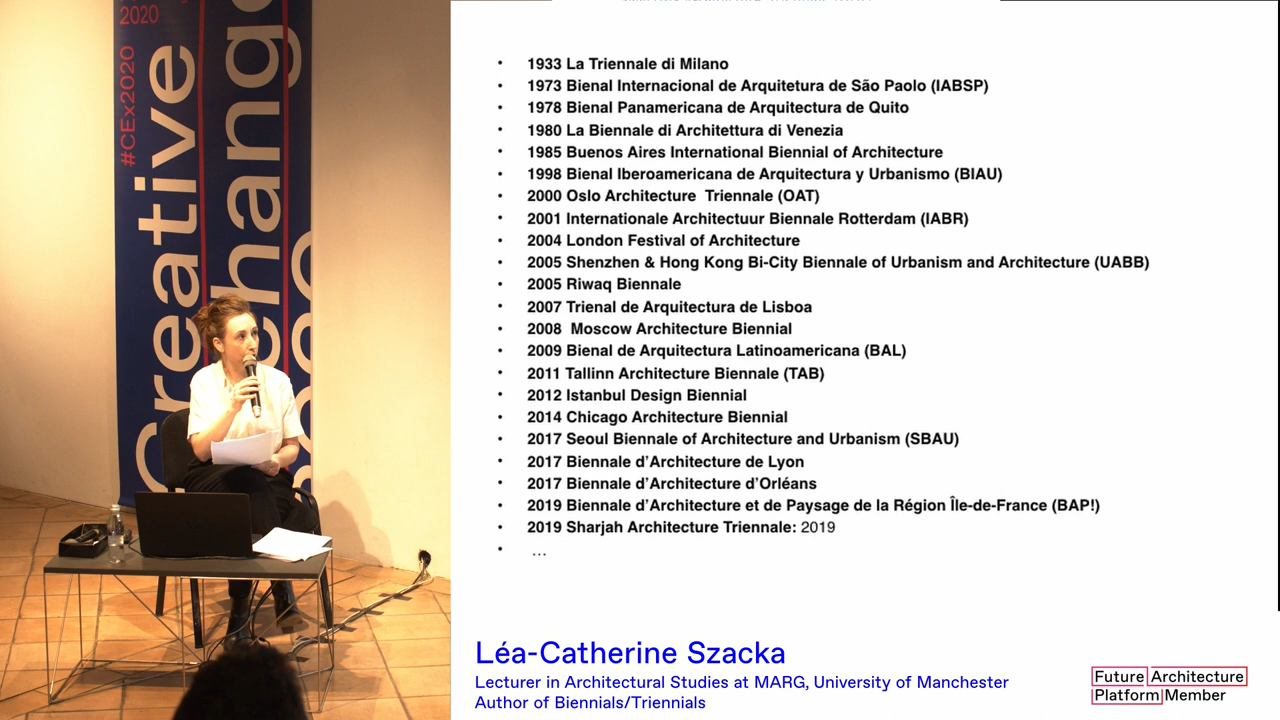 2020
#CEx2020
Creative
• 1933 La Triennale di Milano
• 1973 Bienal Internacional de Arquitetura de São Paolo (IABSP)
• 1978 Bienal Panamericana de Arquitectura de Quito
• 1980 La Biennale di Architettura di Venezia
• 1985 Buenos Aires International Biennial of Architecture
• 1998 Bienal Iberoamericana de Arquitectura y Urbanismo (BIAU)
• 2000 Oslo Architecture Triennale (OAT)
• 2001 Internationale Architectuur Biennale Rotterdam (IABR)
• 2004 London Festival of Architecture
• 2005 Shenzhen & Hong Kong Bi-City Biennale of Urbanism and Architecture (UABB)
• 2005 Riwaq Biennale
• 2007 Trienal de Arquitectura de Lisboa
• 2008 Moscow Architecture Biennial
• 2009 Bienal de Arquitectura Latinoamericana (BAL)
• 2011 Tallinn Architecture Biennale (TAB)
• 2012 Istanbul Design Biennial
• 2014 Chicago Architecture Biennial
• 2017 Seoul Biennale of Architecture and Urbanism (SBAU)
• 2017 Biennale d’Architecture de Lyon
• 2017 Biennale d’Architecture d’Orléans
• 2019 Biennale d’Architecture et de Paysage de la Région Île-de-France (BAP!)
• 2019 Sharjah Architecture Triennale: 2019
• ...
Léa-Catherine Szacka
Lecturer in Architectural Studies at MARG, University of Manchester
Author of Biennials/Triennials
Future Architecture
Platform Member